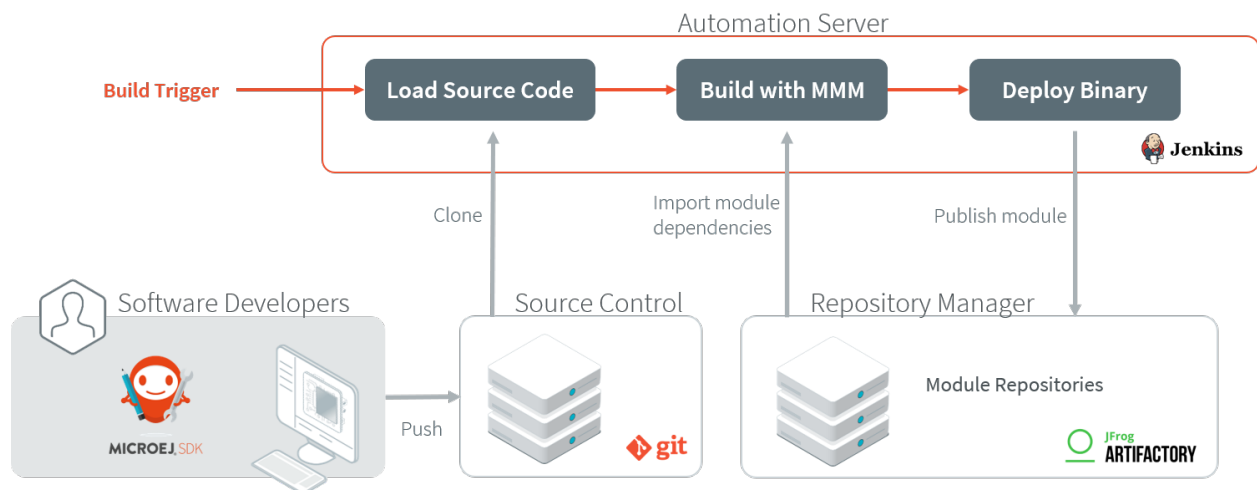 Automation Server
Build Trigger
Load Source Code
Build with MMM
Deploy Binary
Jenkins
Clone
Import module
dependencies
Publish module
Software Developers
Source Control
Repository Manager
MICROEJ SDK
Push
git
Module Repositories
JFrog
ARTIFACTORY